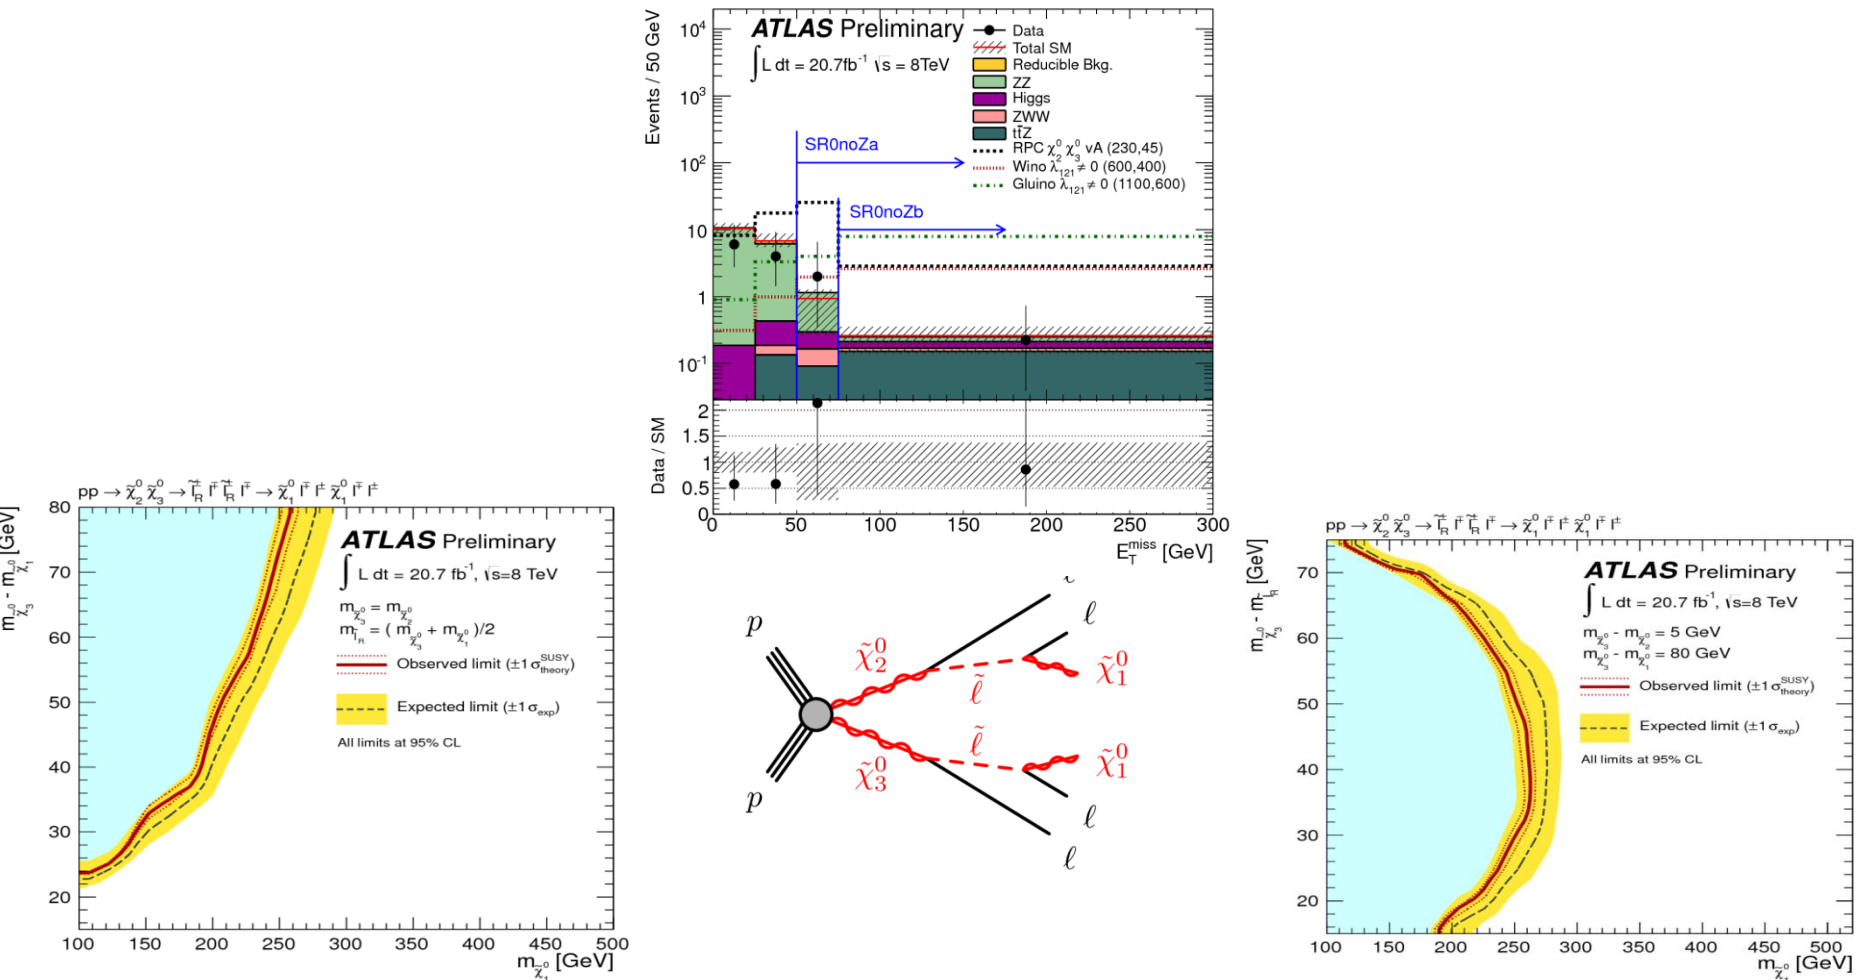 ATLAS Preliminary
∫ L dt = 20.7fb⁻¹ √s = 8TeV
Events / 50 GeV
10⁴
10³
10²
10
1
10⁻¹
Data
Total SM
Reducible Bkg.
ZZ
Higgs
ZWW
tt̄Z
RPC χ̃₂⁰ χ̃₃⁰ vA (230,45)
Wino λ₁₂₁ ≠ 0 (600,400)
Gluino λ₁₂₁ ≠ 0 (1100,600)
SR0noZa
SR0noZb
Data / SM
2
1.5
1
0.5
0
0 50 100 150 200 250 300
E_T^miss [GeV]
pp → χ̃₂⁰ χ̃₃⁰ → l̃_R^± l^∓ l̃_R^± l^∓ → χ̃₁⁰ l^∓ l^± χ̃₁⁰ l^∓ l^±
m_χ̃₃⁰ - m_χ̃₁⁰ [GeV]
80
70
60
50
40
30
20
ATLAS Preliminary
∫ L dt = 20.7 fb⁻¹, √s=8 TeV
m_χ̃₃⁰ = m_χ̃₂⁰
m_l̃_R = ( m_χ̃₃⁰ + m_χ̃₁⁰ )/2
Observed limit (±1 σ_theory^SUSY)
Expected limit (±1 σ_exp)
All limits at 95% CL
100 150 200 250 300 350 400 450 500
m_χ̃₁⁰ [GeV]
p
p
χ̃₂⁰
χ̃₃⁰
ℓ̃
ℓ̃
ℓ
χ̃₁⁰
χ̃₁⁰
ℓ
ℓ
pp → χ̃₂⁰ χ̃₃⁰ → l̃_R^± l^∓ l̃_R^± l^∓ → χ̃₁⁰ l^∓ l^± χ̃₁⁰ l^∓ l^±
m_χ̃₃⁰ - m_l̃_R [GeV]
70
60
50
40
30
20
ATLAS Preliminary
∫ L dt = 20.7 fb⁻¹, √s=8 TeV
m_χ̃₃⁰ - m_χ̃₂⁰ = 5 GeV
m_χ̃₃⁰ - m_χ̃₁⁰ = 80 GeV
Observed limit (±1 σ_theory^SUSY)
Expected limit (±1 σ_exp)
All limits at 95% CL
100 150 200 250 300 350 400 450 500
m_χ̃₁⁰ [GeV]